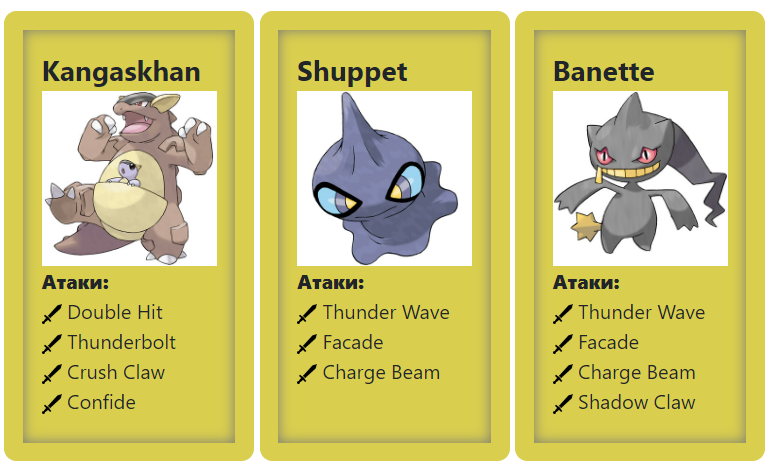 Kangaskhan
Атаки:
Double Hit
Thunderbolt
Crush Claw
Confide
Shuppet
Атаки:
Thunder Wave
Facade
Charge Beam
Banette
Атаки:
Thunder Wave
Facade
Charge Beam
Shadow Claw